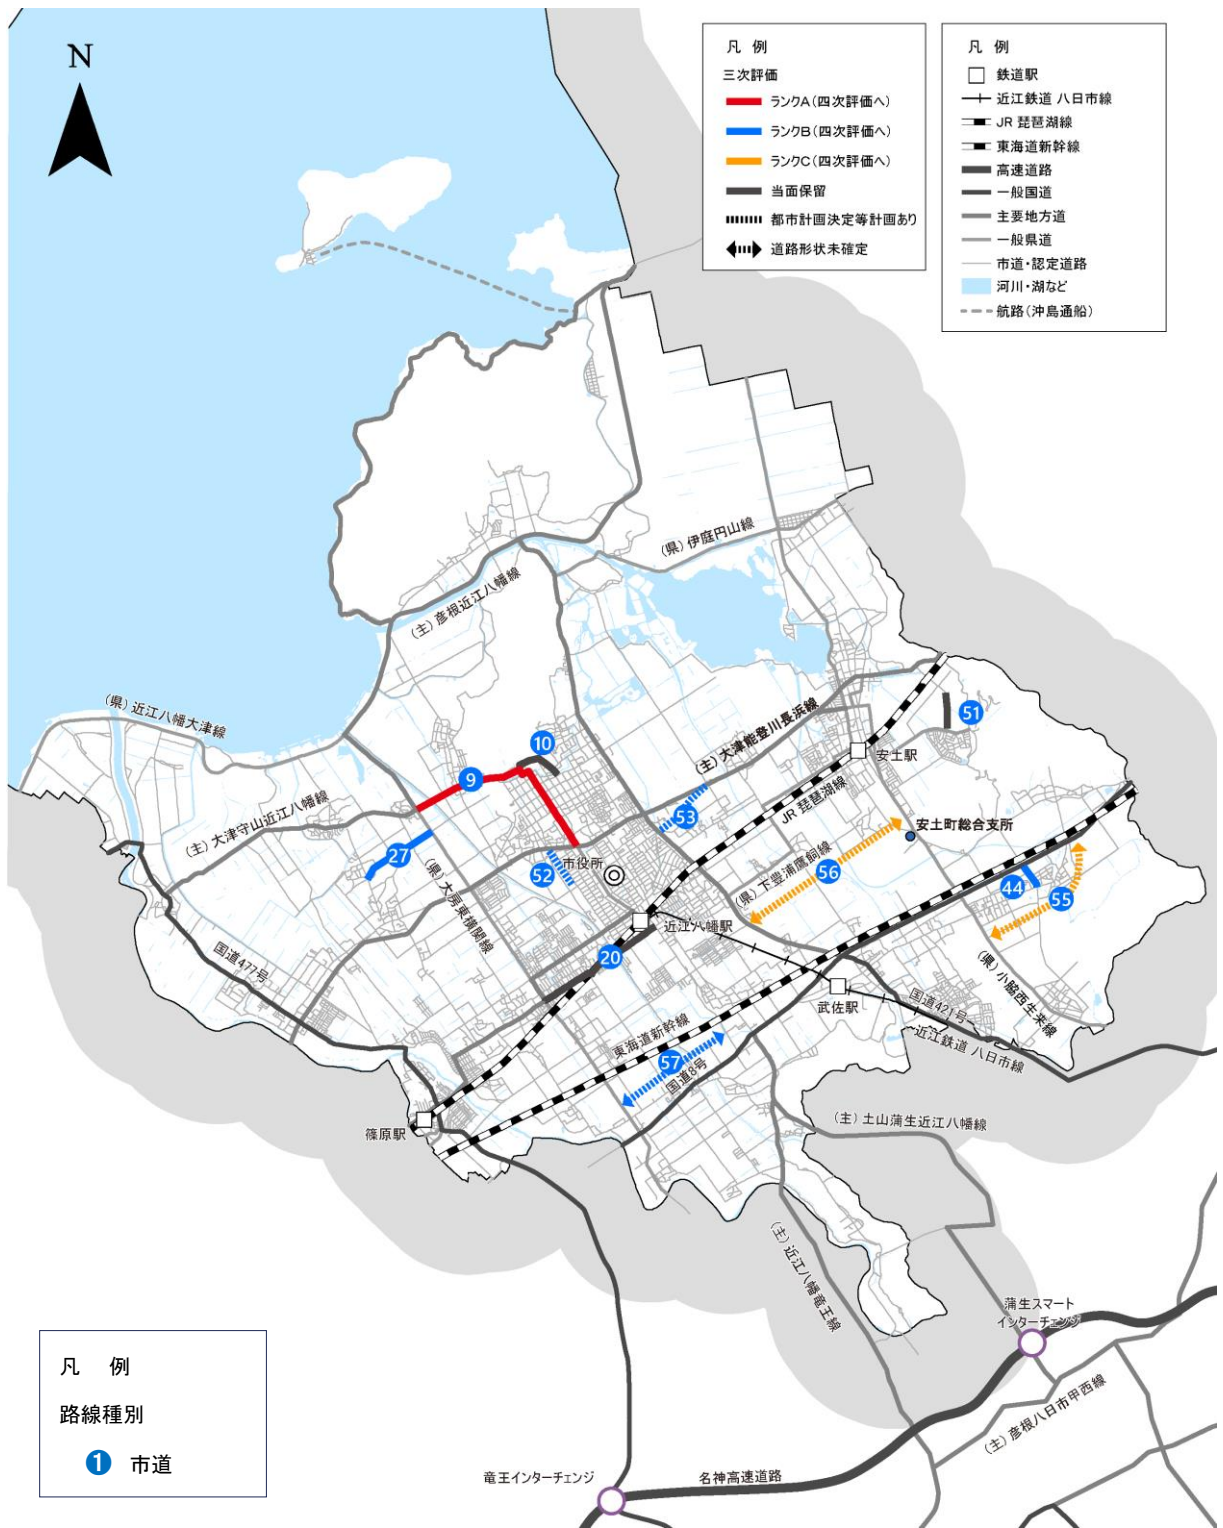 N
凡 例
三次評価
ランクA(四次評価へ)
ランクB(四次評価へ)
ランクC(四次評価へ)
当面保留
都市計画決定等計画あり
道路形状未確定
凡 例
鉄道駅
近江鉄道 八日市線
JR 琵琶湖線
東海道新幹線
高速道路
一般国道
主要地方道
一般県道
市道・認定道路
河川・湖など
航路(沖島通船)
(県) 伊庭円山線
(主) 彦根近江八幡線
(県) 近江八幡大津線
(主) 大津能登川長浜線
51
10
安土駅
9
JR 琵琶湖線
53
(主) 大津守山近江八幡線
安土町総合支所
27
市役所
52
(県) 下豊浦鷹飼線
56
44
55
(県) 大房東横関線
近江八幡駅
20
国道477号
(県) 小脇西生来線
武佐駅
国道421号
近江鉄道 八日市線
東海道新幹線
57
国道8号
篠原駅
(主) 土山蒲生近江八幡線
(主) 近江八幡竜王線
蒲生スマート
インターチェンジ
(主) 彦根八日市甲西線
竜王インターチェンジ
名神高速道路
凡 例
路線種別
1 市道